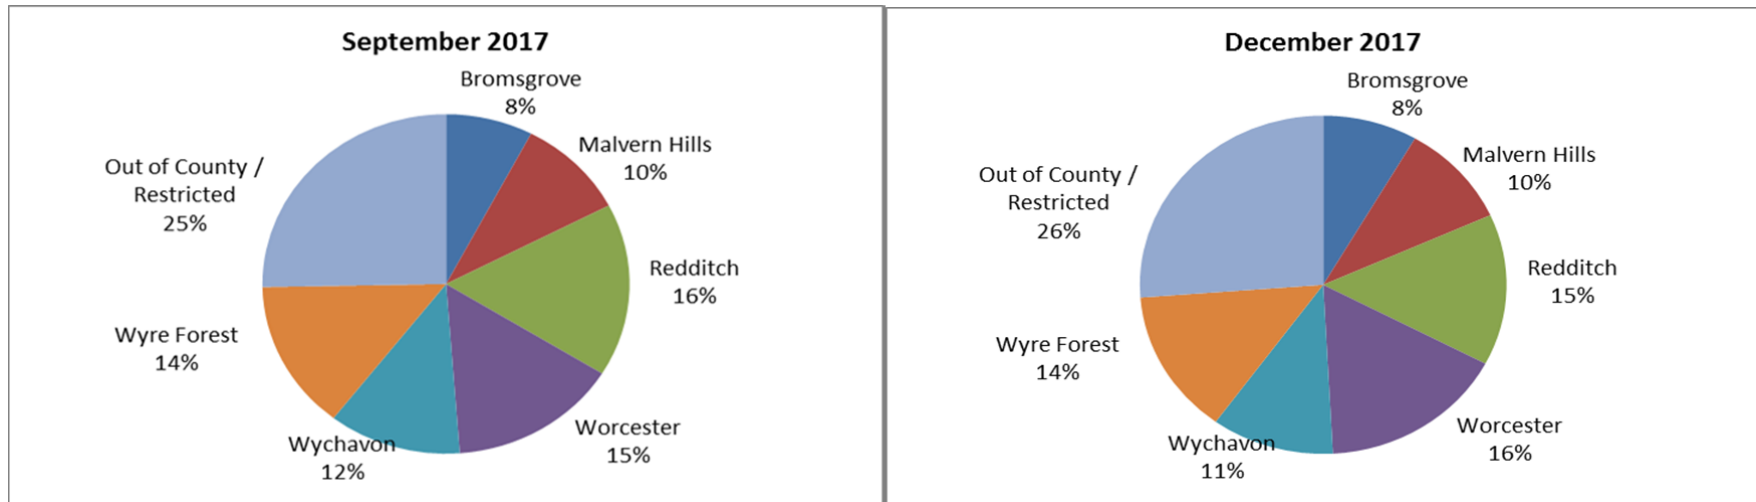 September 2017
Bromsgrove
8%
Malvern Hills
10%
Redditch
16%
Worcester
15%
Wychavon
12%
Wyre Forest
14%
Out of County /
Restricted
25%
December 2017
Bromsgrove
8%
Malvern Hills
10%
Redditch
15%
Worcester
16%
Wychavon
11%
Wyre Forest
14%
Out of County /
Restricted
26%